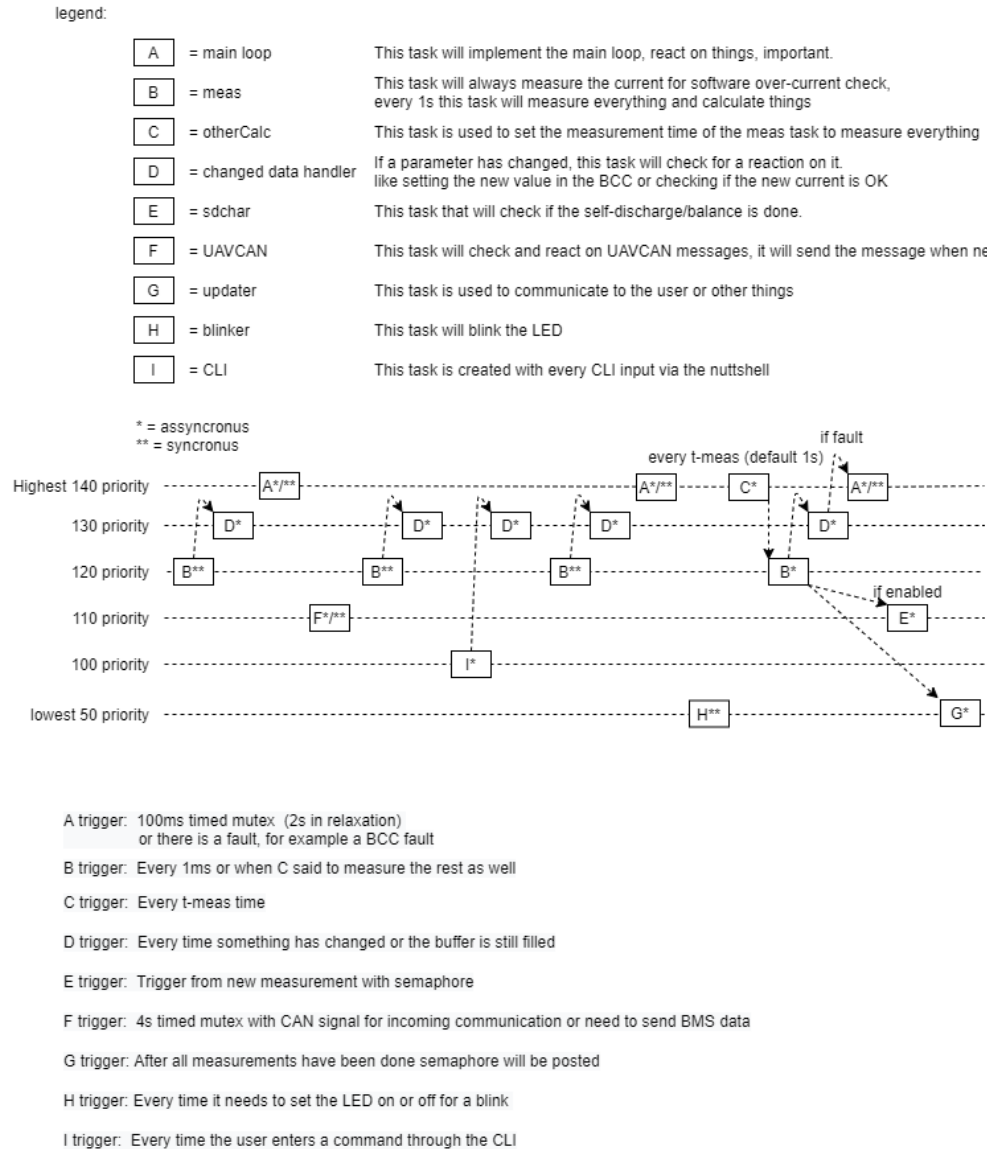 legend:
A = main loop This task will implement the main loop, react on things, important.
B = meas This task will always measure the current for software over-current check,
every 1s this task will measure everything and calculate things
C = otherCalc This task is used to set the measurement time of the meas task to measure everything
D = changed data handler If a parameter has changed, this task will check for a reaction on it.
like setting the new value in the BCC or checking if the new current is OK
E = sdchar This task that will check if the self-discharge/balance is done.
F = UAVCAN This task will check and react on UAVCAN messages, it will send the message when ne
G = updater This task is used to communicate to the user or other things
H = blinker This task will blink the LED
I = CLI This task is created with every CLI input via the nuttshell
* = assyncronus
** = syncronus
if fault
every t-meas (default 1s)
Highest 140 priority A*/** A*/** C* A*/**
130 priority D* D* D* D* D*
120 priority B** B** B** B*
if enabled
110 priority F*/** E*
100 priority I*
lowest 50 priority H** G*
A trigger: 100ms timed mutex (2s in relaxation)
or there is a fault, for example a BCC fault
B trigger: Every 1ms or when C said to measure the rest as well
C trigger: Every t-meas time
D trigger: Every time something has changed or the buffer is still filled
E trigger: Trigger from new measurement with semaphore
F trigger: 4s timed mutex with CAN signal for incoming communication or need to send BMS data
G trigger: After all measurements have been done semaphore will be posted
H trigger: Every time it needs to set the LED on or off for a blink
I trigger: Every time the user enters a command through the CLI